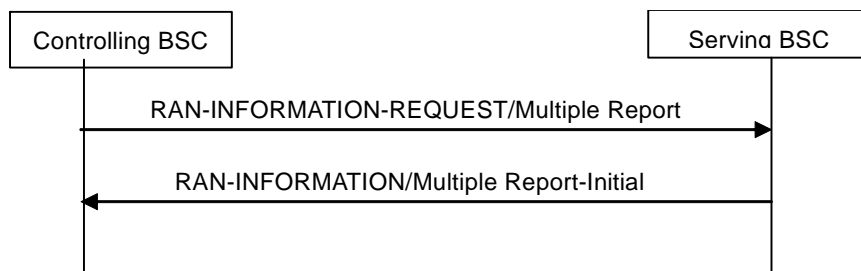 Controlling BSC
Serving BSC
RAN-INFORMATION-REQUEST/Multiple Report
RAN-INFORMATION/Multiple Report-Initial